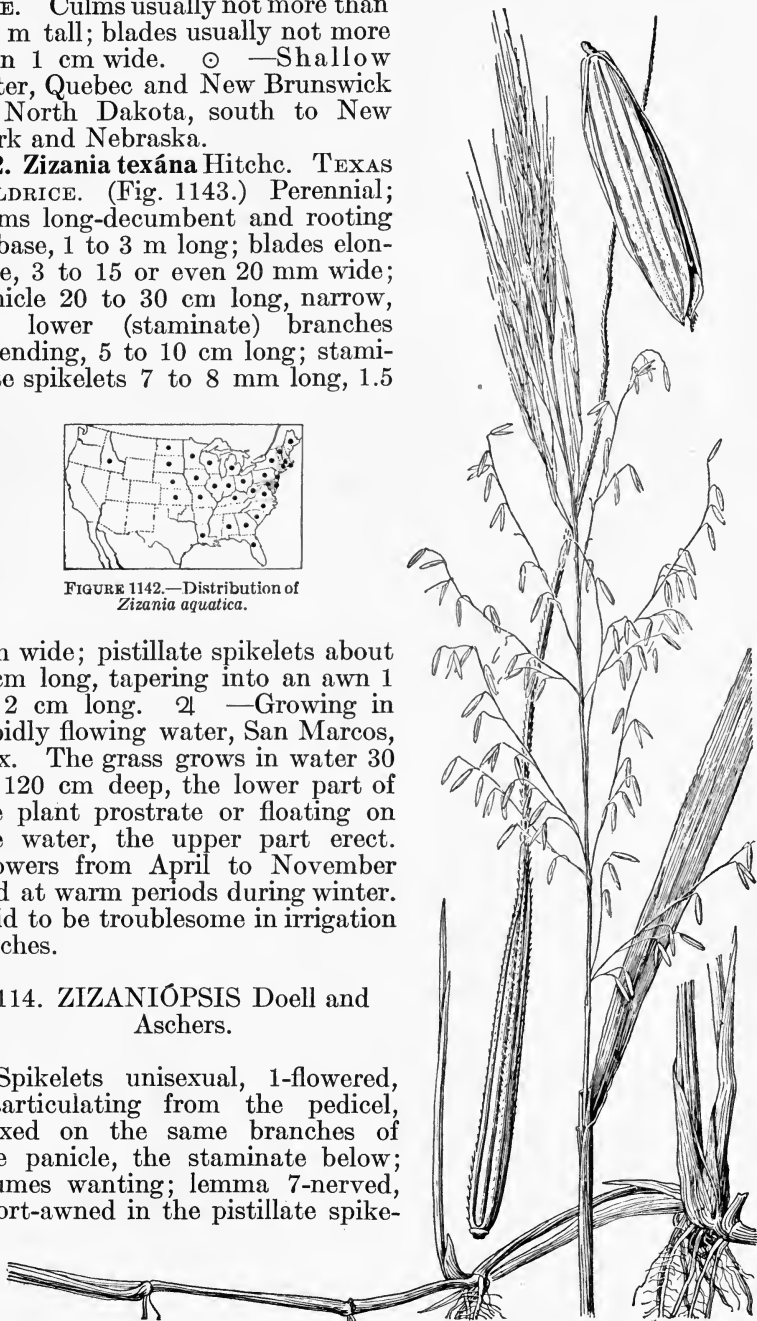 E. Culms usually not more than
m tall; blades usually not more
n 1 cm wide. ⊙ —Shallow
ter, Quebec and New Brunswick
North Dakota, south to New
rk and Nebraska.
2. Zizania texána Hitchc. TEXAS
LDRICE. (Fig. 1143.) Perennial;
ms long-decumbent and rooting
base, 1 to 3 m long; blades elon-
e, 3 to 15 or even 20 mm wide;
nicle 20 to 30 cm long, narrow,
lower (staminate) branches
ending, 5 to 10 cm long; stami-
e spikelets 7 to 8 mm long, 1.5
FIGURE 1142.—Distribution of
Zizania aquatica.
n wide; pistillate spikelets about
cm long, tapering into an awn 1
2 cm long. ♃ —Growing in
pidly flowing water, San Marcos,
x. The grass grows in water 30
120 cm deep, the lower part of
e plant prostrate or floating on
e water, the upper part erect.
owers from April to November
d at warm periods during winter.
id to be troublesome in irrigation
ches.
114. ZIZANIÓPSIS Doell and
Aschers.
Spikelets unisexual, 1-flowered,
sarticulating from the pedicel,
xed on the same branches of
e panicle, the staminate below;
umes wanting; lemma 7-nerved,
ort-awned in the pistillate spike-